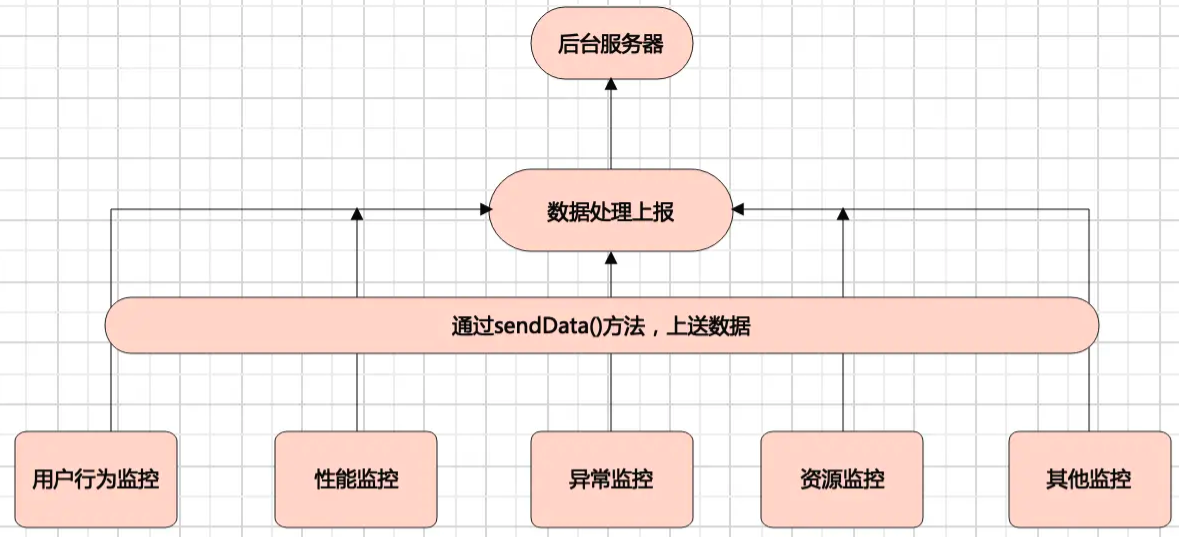 后台服务器
数据处理上报
通过sendData()方法，上送数据
用户行为监控
性能监控
异常监控
资源监控
其他监控